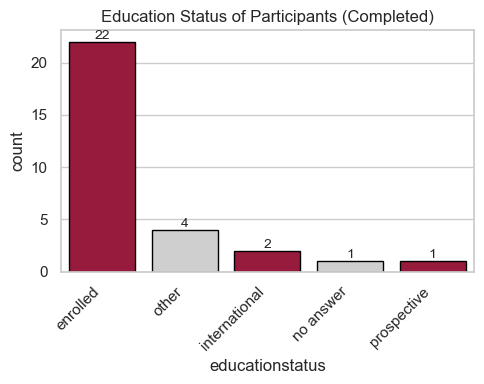 Education Status of Participants (Completed)
22
20
15
10
5
0
4
2
1
1
count
enrolled
other
international
no answer
prospective
educationstatus